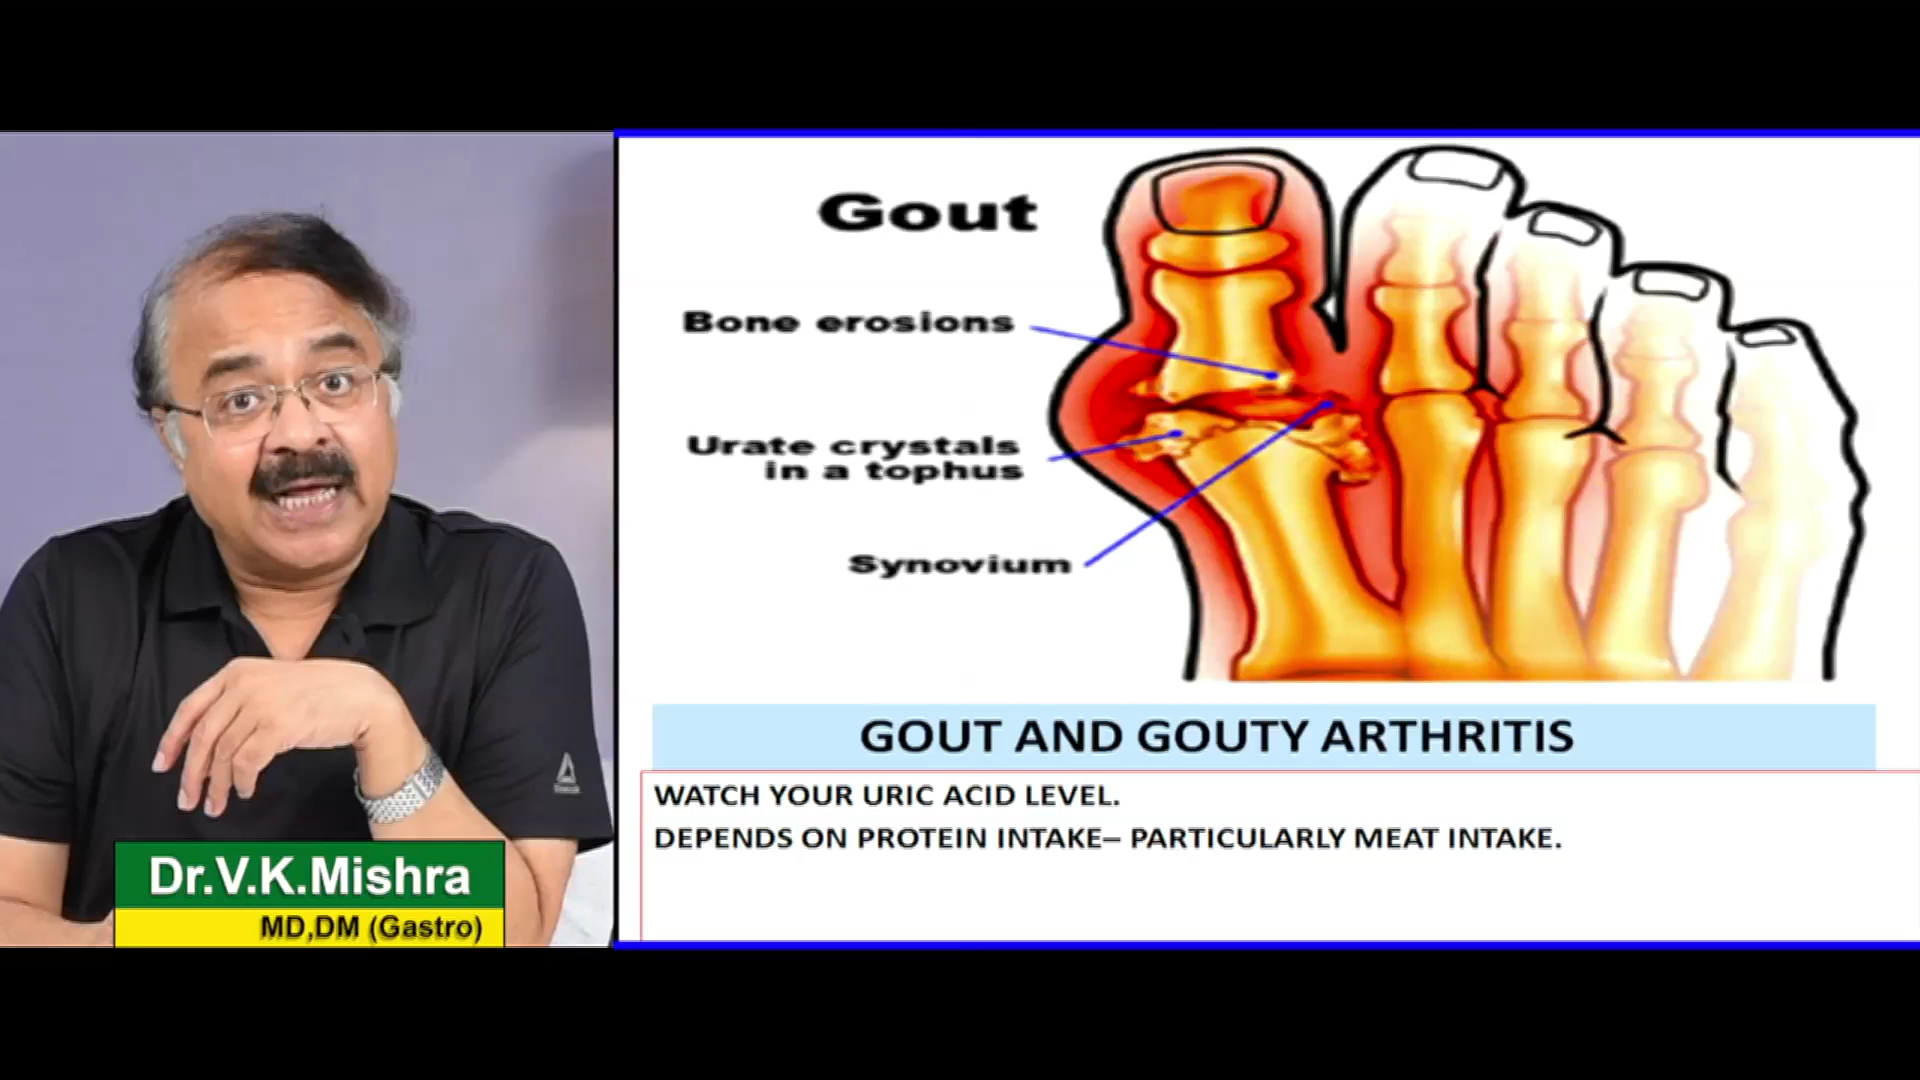 Gout
Bone erosions
Urate crystals
in a tophus
Synovium
GOUT AND GOUTY ARTHRITIS
WATCH YOUR URIC ACID LEVEL.
DEPENDS ON PROTEIN INTAKE– PARTICULARLY MEAT INTAKE.
Dr.V.K.Mishra
MD,DM (Gastro)